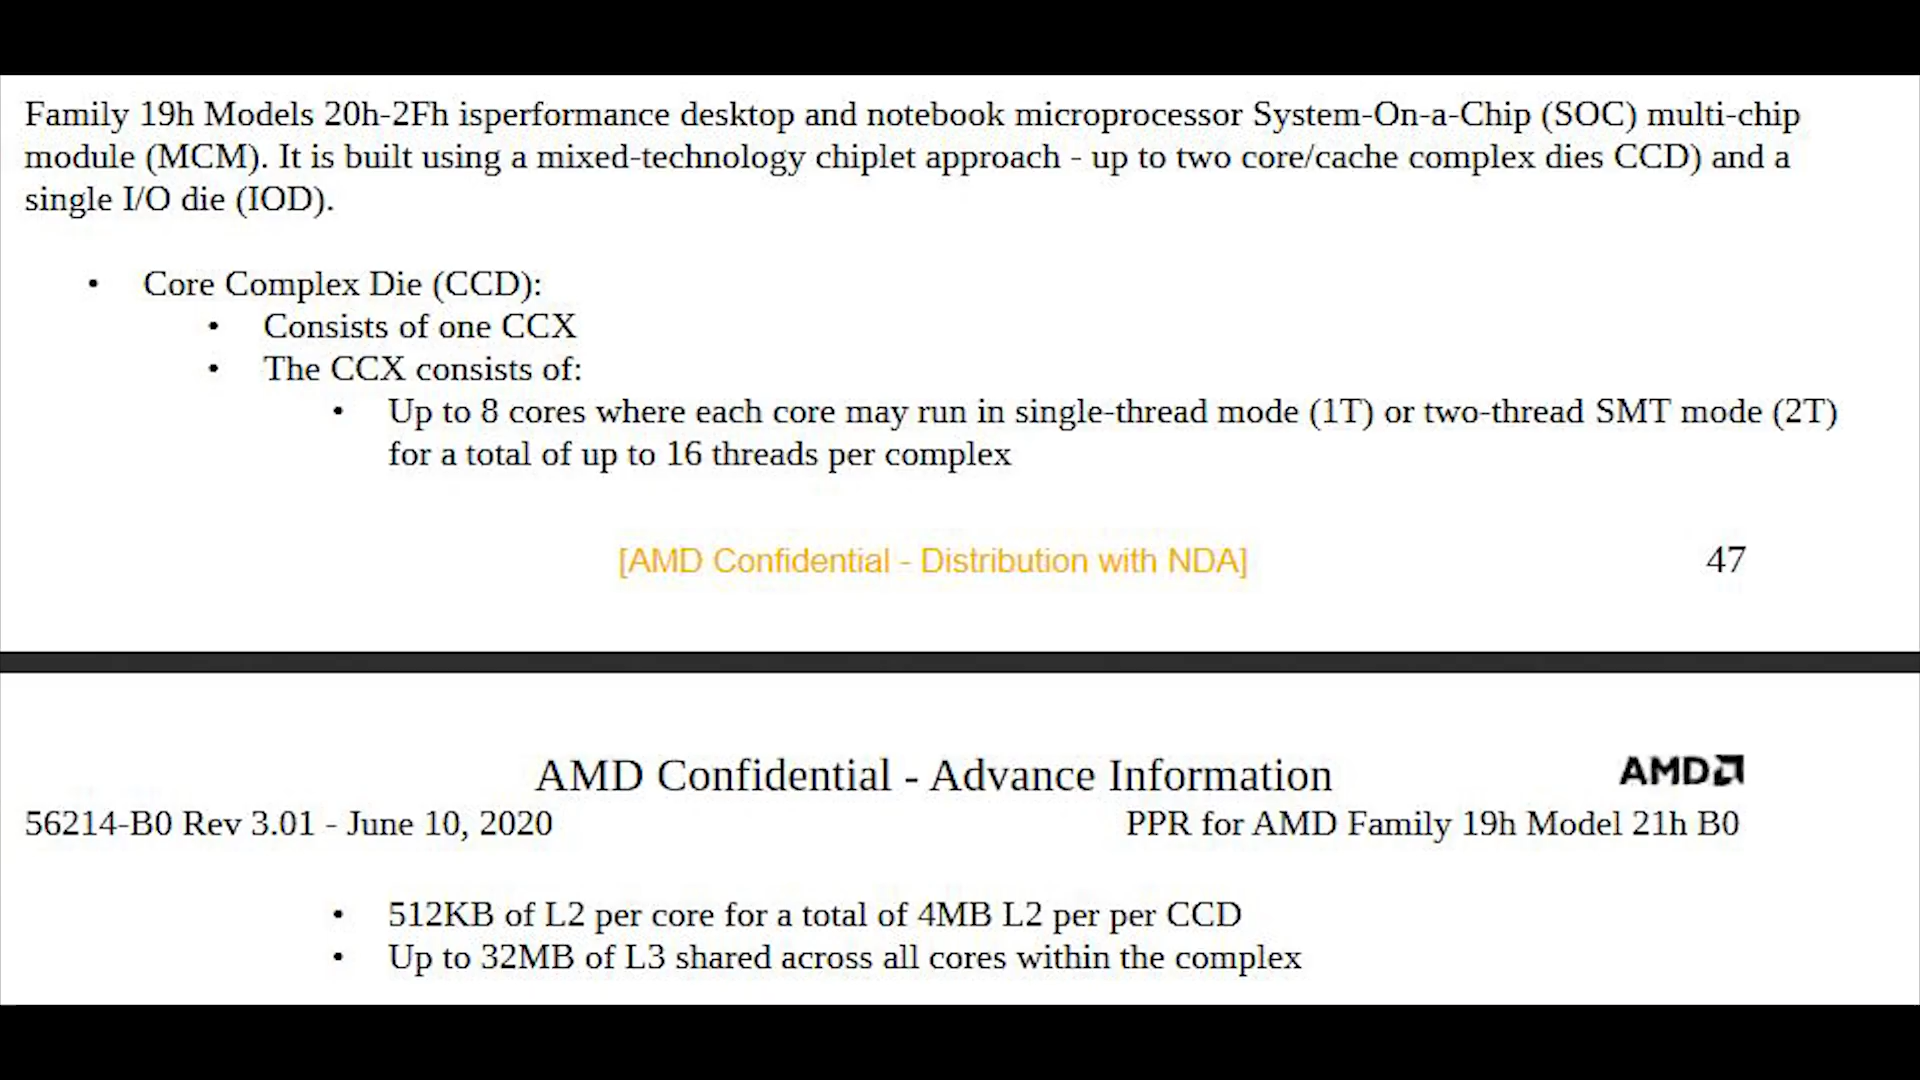 Family 19h Models 20h-2Fh isperformance desktop and notebook microprocessor System-On-a-Chip (SOC) multi-chip
module (MCM). It is built using a mixed-technology chiplet approach - up to two core/cache complex dies CCD) and a
single I/O die (IOD).
• Core Complex Die (CCD):
• Consists of one CCX
• The CCX consists of:
• Up to 8 cores where each core may run in single-thread mode (1T) or two-thread SMT mode (2T)
for a total of up to 16 threads per complex
[AMD Confidential - Distribution with NDA] 47
AMD Confidential - Advance Information AMD
56214-B0 Rev 3.01 - June 10, 2020 PPR for AMD Family 19h Model 21h B0
• 512KB of L2 per core for a total of 4MB L2 per per CCD
• Up to 32MB of L3 shared across all cores within the complex